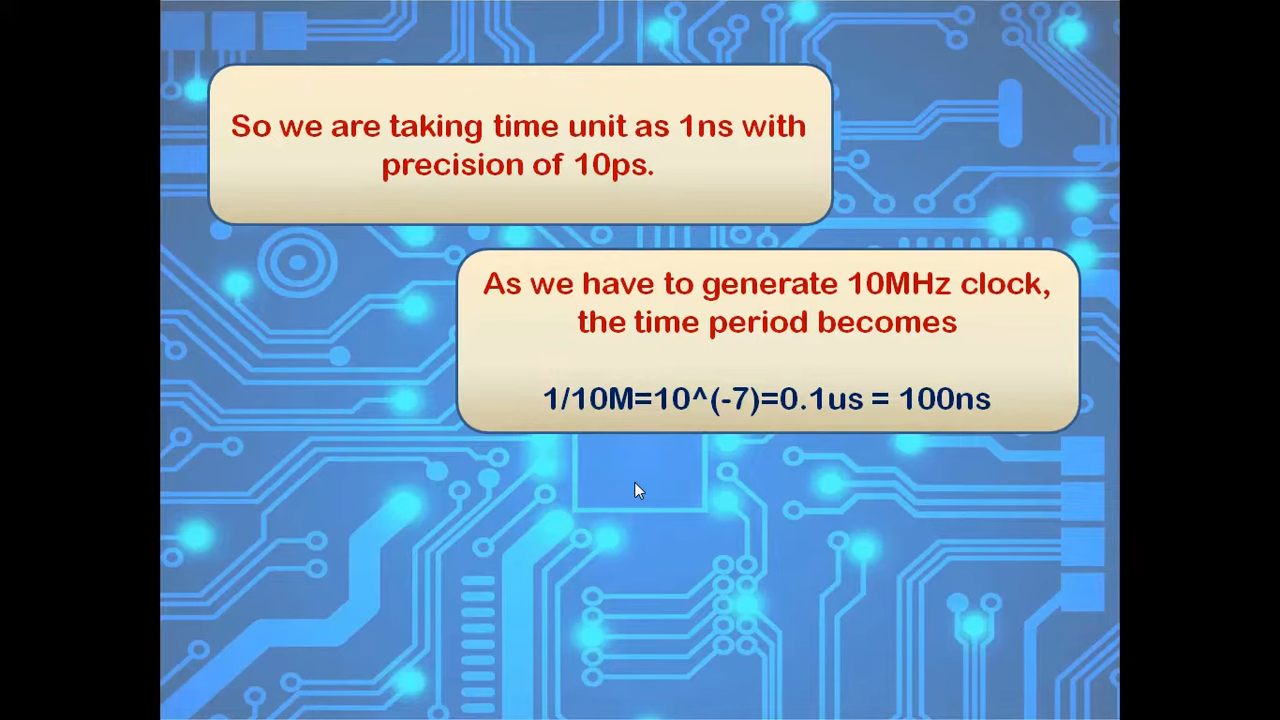 So we are taking time unit as 1ns with
precision of 10ps.
As we have to generate 10MHz clock,
the time period becomes
1/10M=10^(-7)=0.1us = 100ns